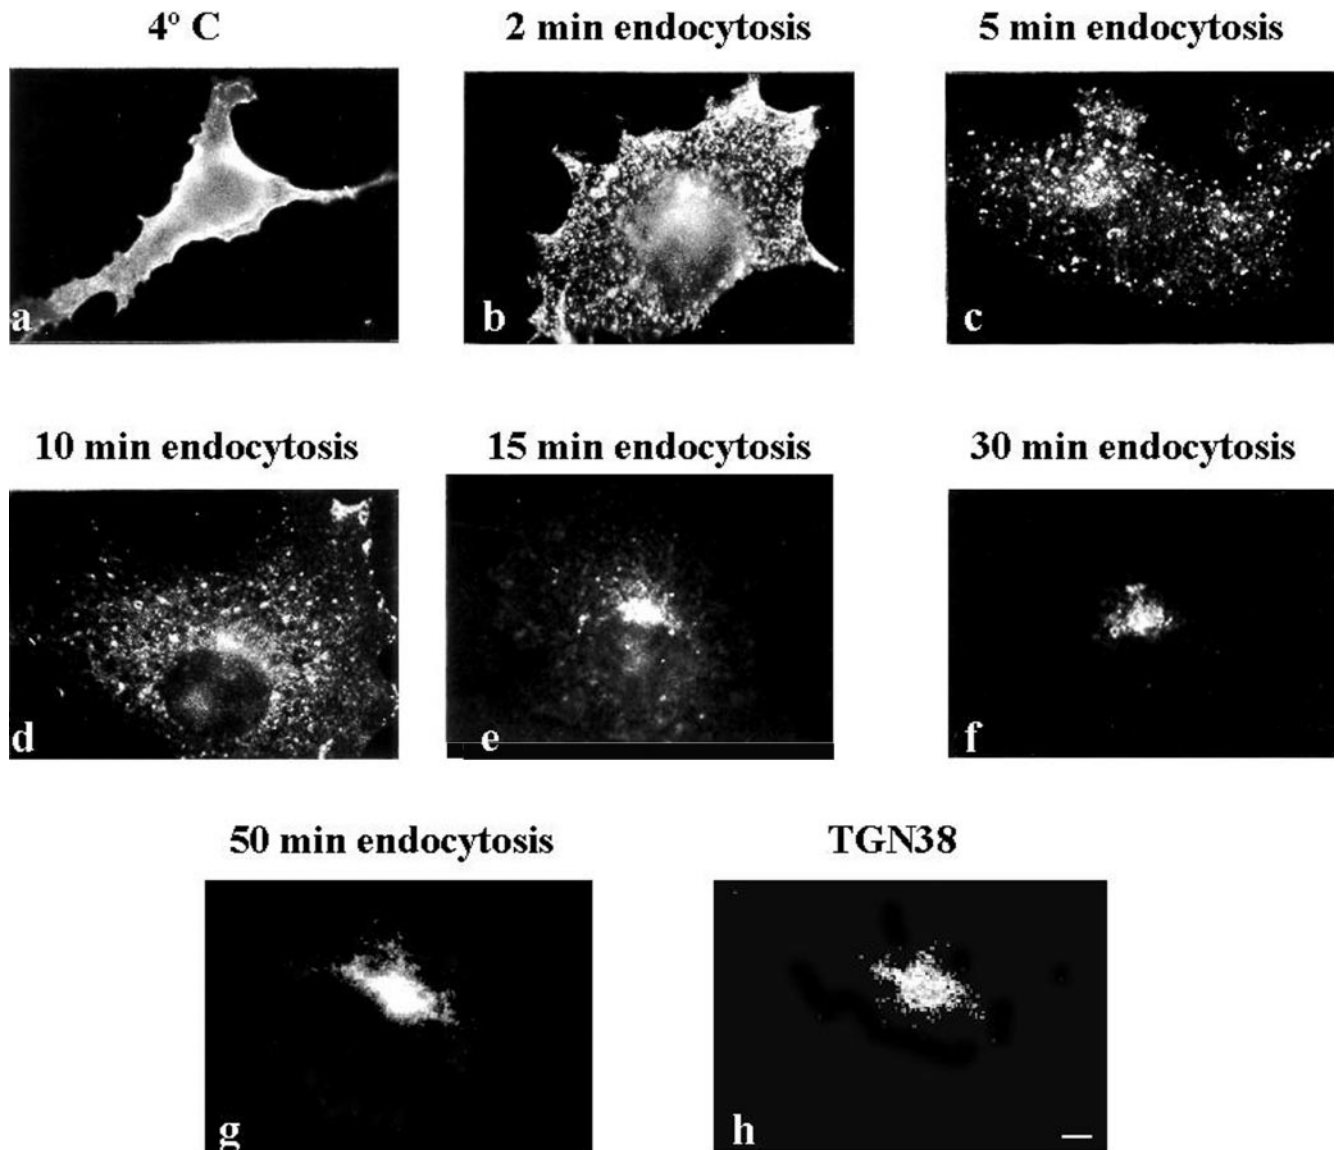 4º C
2 min endocytosis
5 min endocytosis
a
b
c
10 min endocytosis
15 min endocytosis
30 min endocytosis
d
e
f
50 min endocytosis
TGN38
g
h